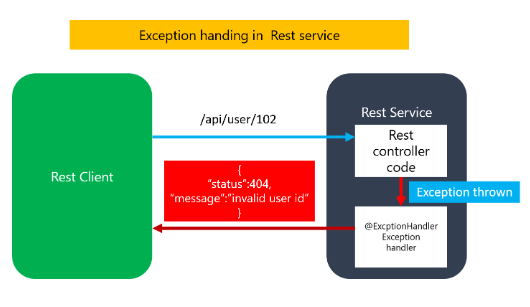 Exception handing in Rest service
Rest Client
/api/user/102
{
“status”:404,
“message”:“invalid user id”
}
Rest Service
Rest
controller
code
Exception thrown
@ExcptionHandler
Exception
handler